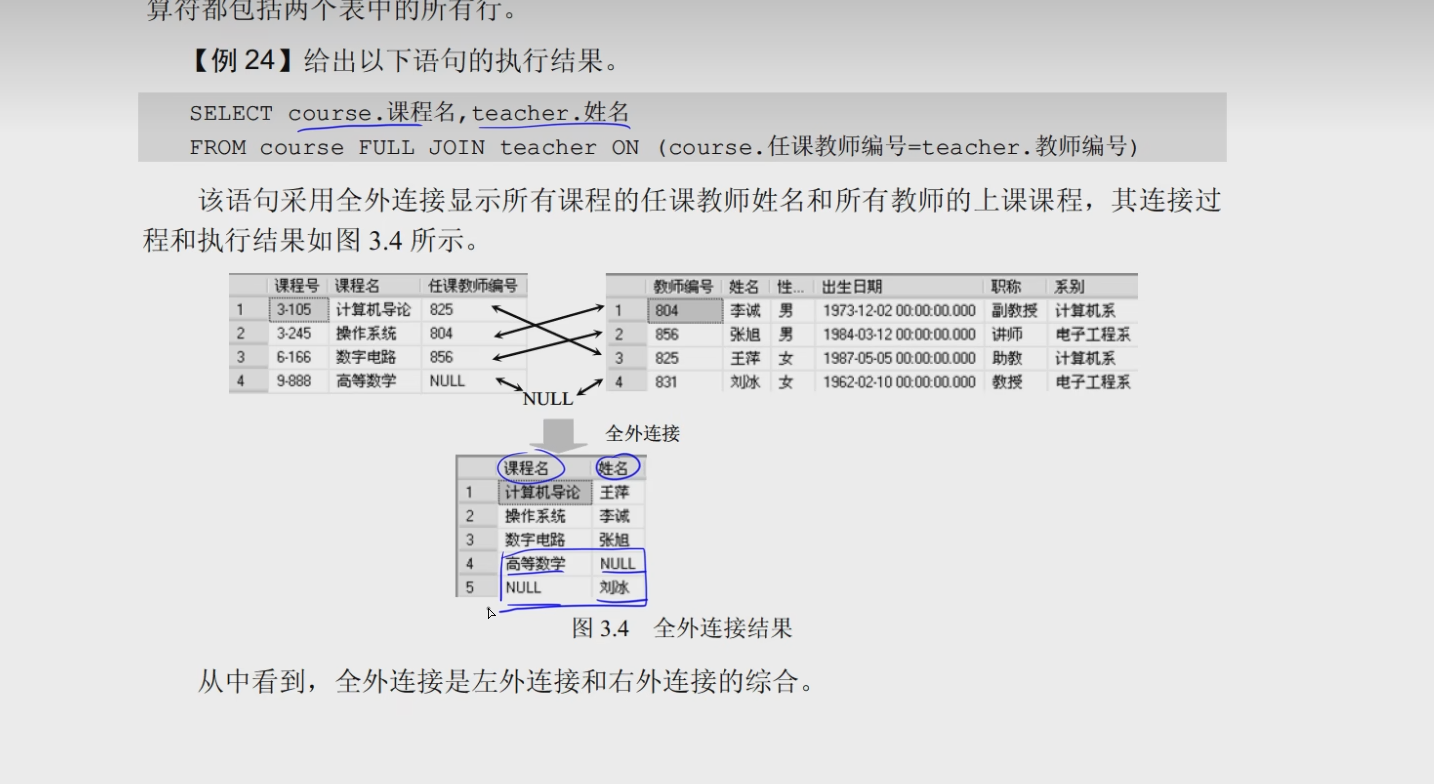 算符都包括两个表中的所有行。
【例 24】给出以下语句的执行结果。
SELECT course.课程名,teacher.姓名
FROM course FULL JOIN teacher ON (course.任课教师编号=teacher.教师编号)
该语句采用全外连接显示所有课程的任课教师姓名和所有教师的上课课程，其连接过
程和执行结果如图 3.4 所示。
课程号 课程名 任课教师编号
1 3-105 计算机导论 825
2 3-245 操作系统 804
3 6-166 数字电路 856
4 9-888 高等数学 NULL
教师编号 姓名 性... 出生日期 职称 系别
1 804 李诚 男 1973-12-02 00:00:00.000 副教授 计算机系
2 856 张旭 男 1984-03-12 00:00:00.000 讲师 电子工程系
3 825 王萍 女 1987-05-05 00:00:00.000 助教 计算机系
4 831 刘冰 女 1962-02-10 00:00:00.000 教授 电子工程系
NULL
全外连接
课程名 姓名
1 计算机导论 王萍
2 操作系统 李诚
3 数字电路 张旭
4 高等数学 NULL
5 NULL 刘冰
图 3.4 全外连接结果
从中看到，全外连接是左外连接和右外连接的综合。